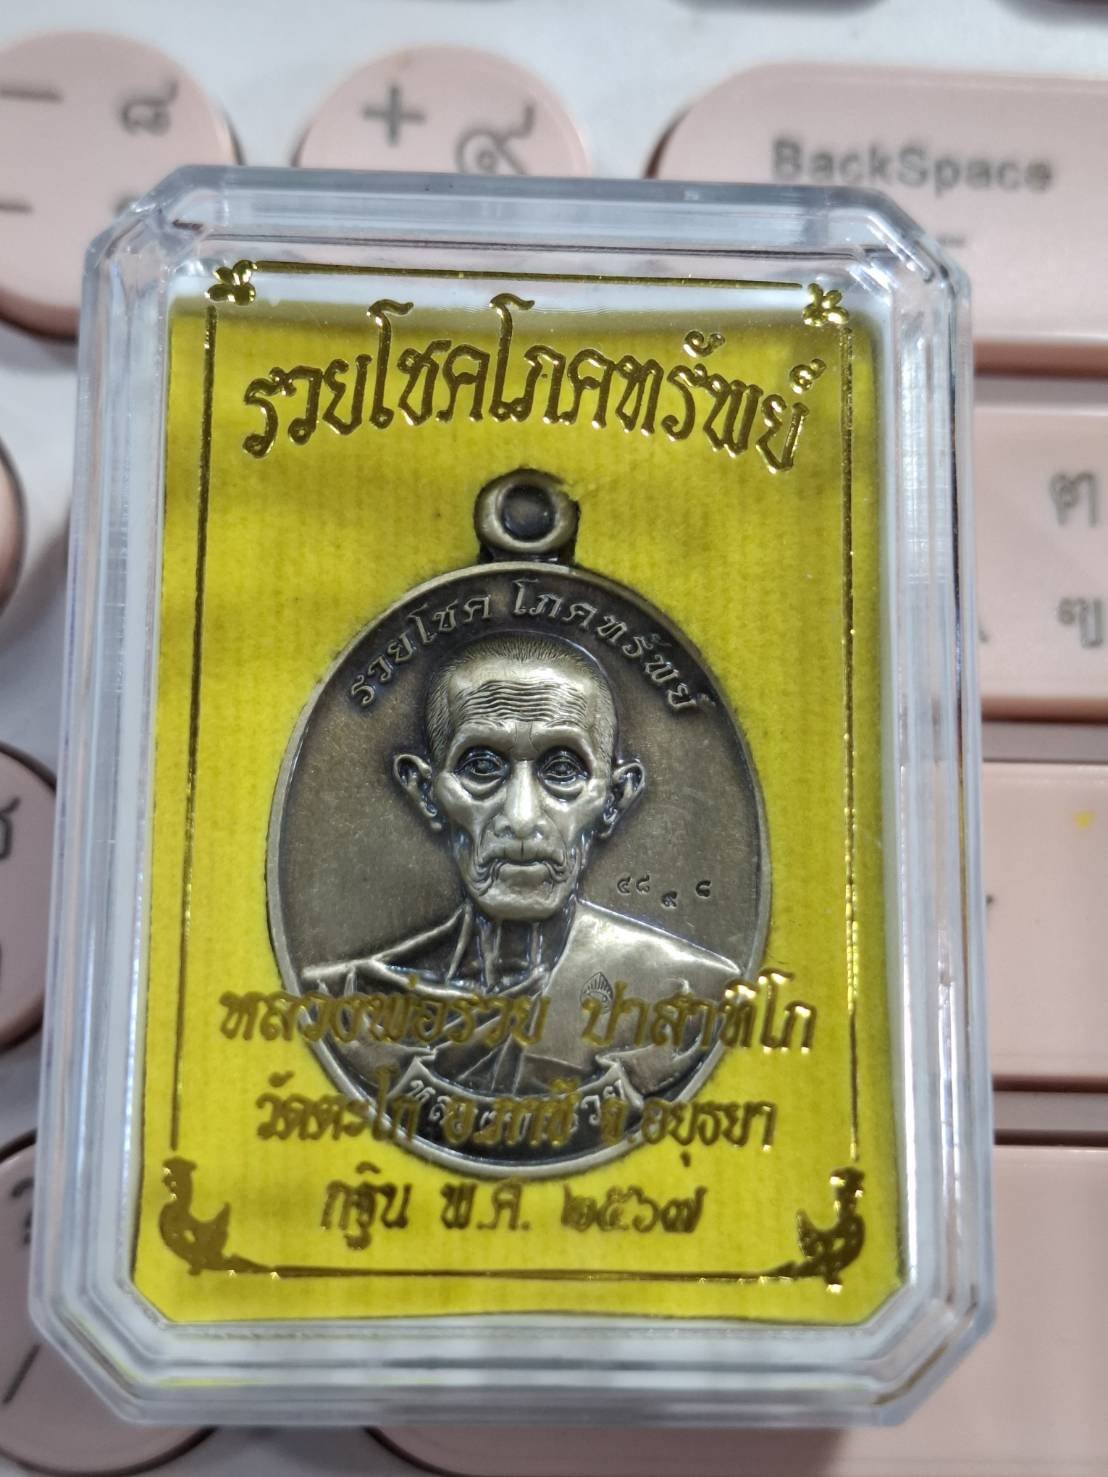 BackSpace
รวยโชคโภคทรัพย์
รวยโชค โภคทรัพย์
๔๘๙๘
หลวงพ่อรวย ปาสาทิโก
วัดตะโก อ.ภาชี จ.อยุธยา
กฐิน พ.ศ. ๒๕๖๗